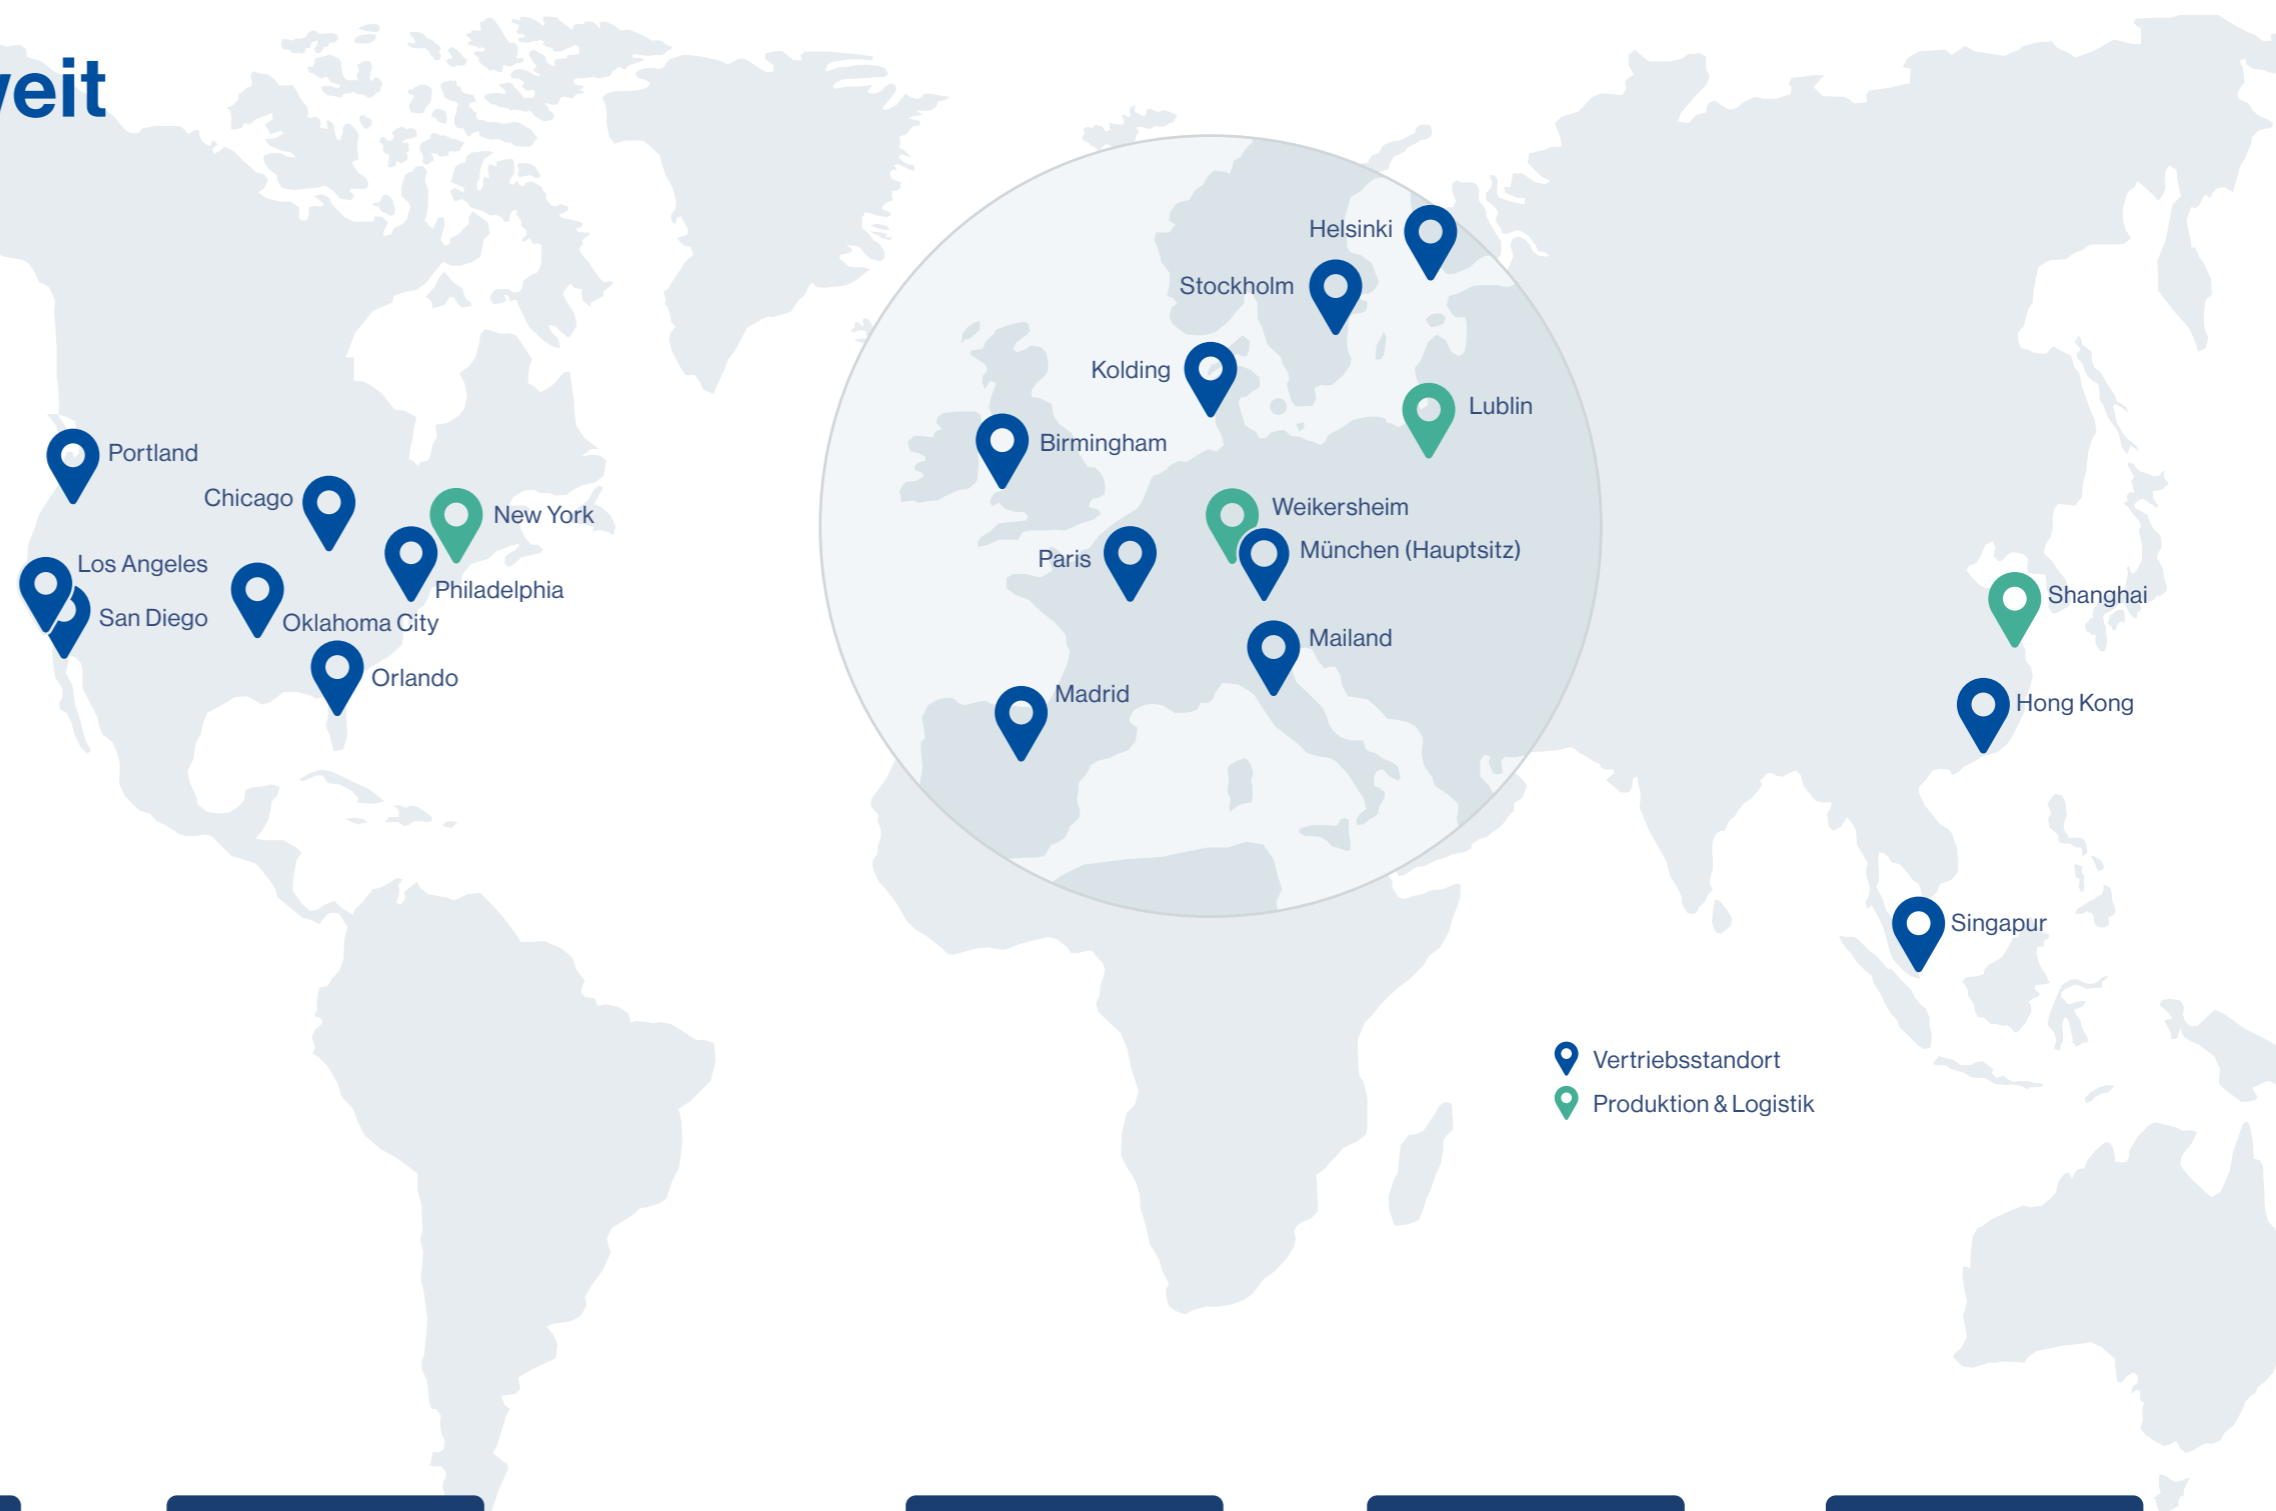 eit
Helsinki
Stockholm
Kolding
Lublin
Birmingham
Portland
Chicago
New York
Weikersheim
München (Hauptsitz)
Paris
Los Angeles
Philadelphia
San Diego
Oklahoma City
Shanghai
Mailand
Orlando
Madrid
Hong Kong
Singapur
Vertriebsstandort
Produktion & Logistik